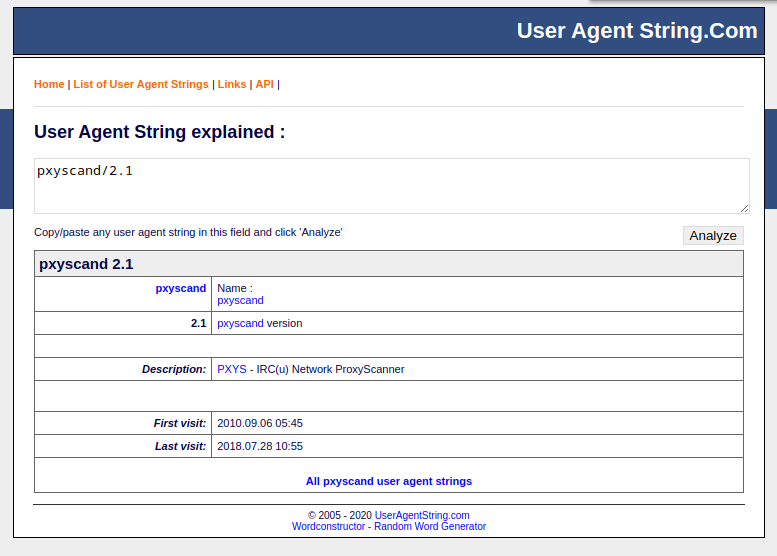 User Agent String.Com
Home | List of User Agent Strings | Links | API |
User Agent String explained :
pxyscand/2.1
Copy/paste any user agent string in this field and click 'Analyze'
Analyze
pxyscand 2.1
pxyscand
Name :
pxyscand
2.1
pxyscand version
Description:
PXYS - IRC(u) Network ProxyScanner
First visit:
2010.09.06 05:45
Last visit:
2018.07.28 10:55
All pxyscand user agent strings
© 2005 - 2020 UserAgentString.com
Wordconstructor - Random Word Generator